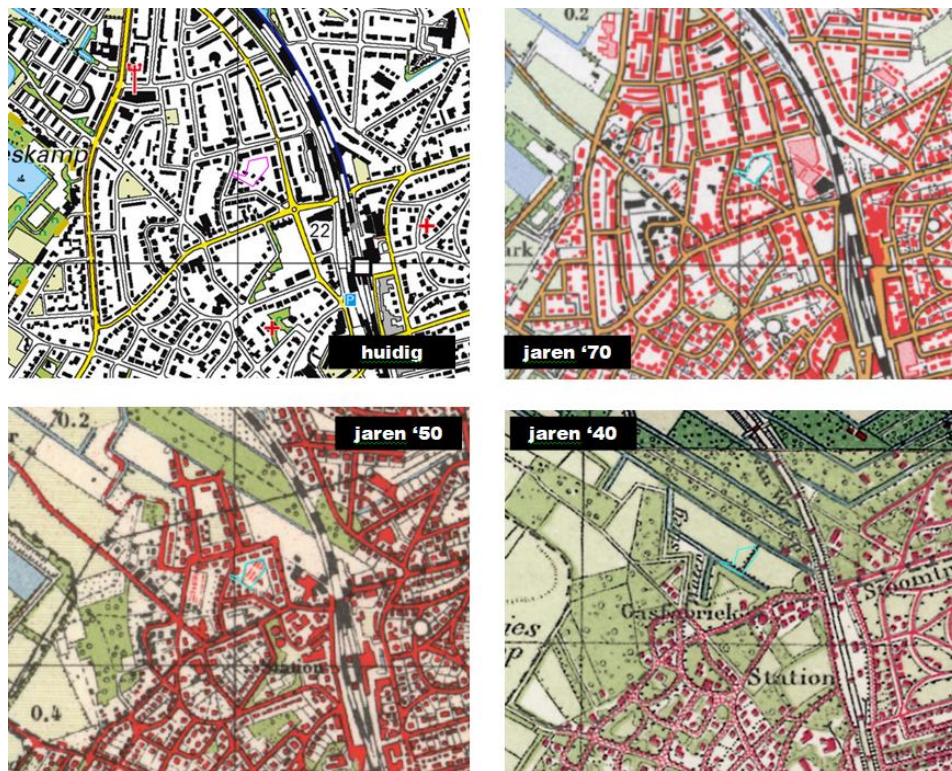 eskamp
22
P
huidig
0.2
ark
jaren ‘70
0.2
jaren ‘50
Station
0.4
jaren ‘40
Gasfabriek
Stoomtr
Station